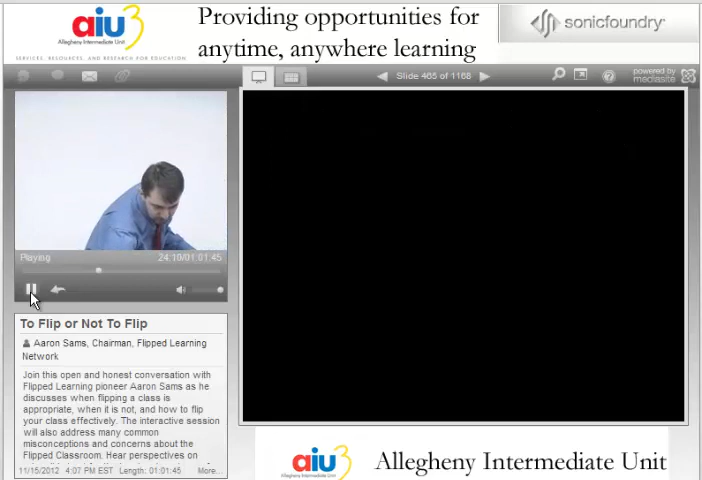 aiu3
Allegheny Intermediate Unit
SERVICES, RESOURCES, AND RESEARCH FOR EDUCATION
Providing opportunities for
anytime, anywhere learning
sonicfoundry
Slide 465 of 1168
powered by
mediasite
Playing
24:10/01:01:45
To Flip or Not To Flip
Aaron Sams, Chairman, Flipped Learning
Network
Join this open and honest conversation with
Flipped Learning pioneer Aaron Sams as he
discusses when flipping a class is
appropriate, when it is not, and how to flip
your class effectively. The interactive session
will also address many common
misconceptions and concerns about the
Flipped Classroom. Hear perspectives on
11/15/2012 4:07 PM EST Length: 01:01:45 More...
aiu3
Allegheny Intermediate Unit
Allegheny Intermediate Unit